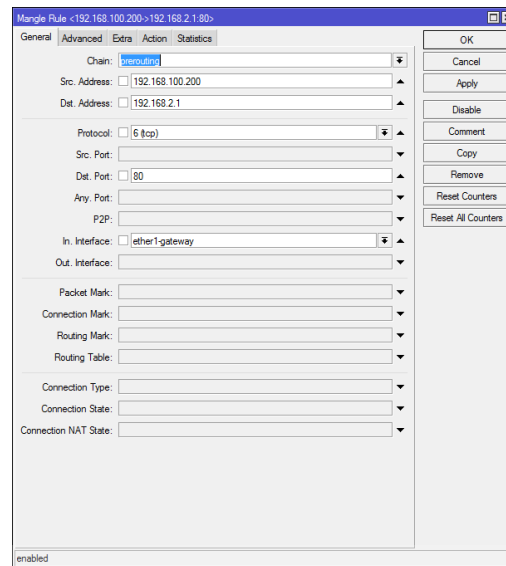 Mangle Rule <192.168.100.200->192.168.2.1:80>
General Advanced Extra Action Statistics
Chain: prerouting
Src. Address: 192.168.100.200
Dst. Address: 192.168.2.1
Protocol: 6 (tcp)
Src. Port:
Dst. Port: 80
Any. Port:
P2P:
In. Interface: ether1-gateway
Out. Interface:
Packet Mark:
Connection Mark:
Routing Mark:
Routing Table:
Connection Type:
Connection State:
Connection NAT State:
OK
Cancel
Apply
Disable
Comment
Copy
Remove
Reset Counters
Reset All Counters
enabled